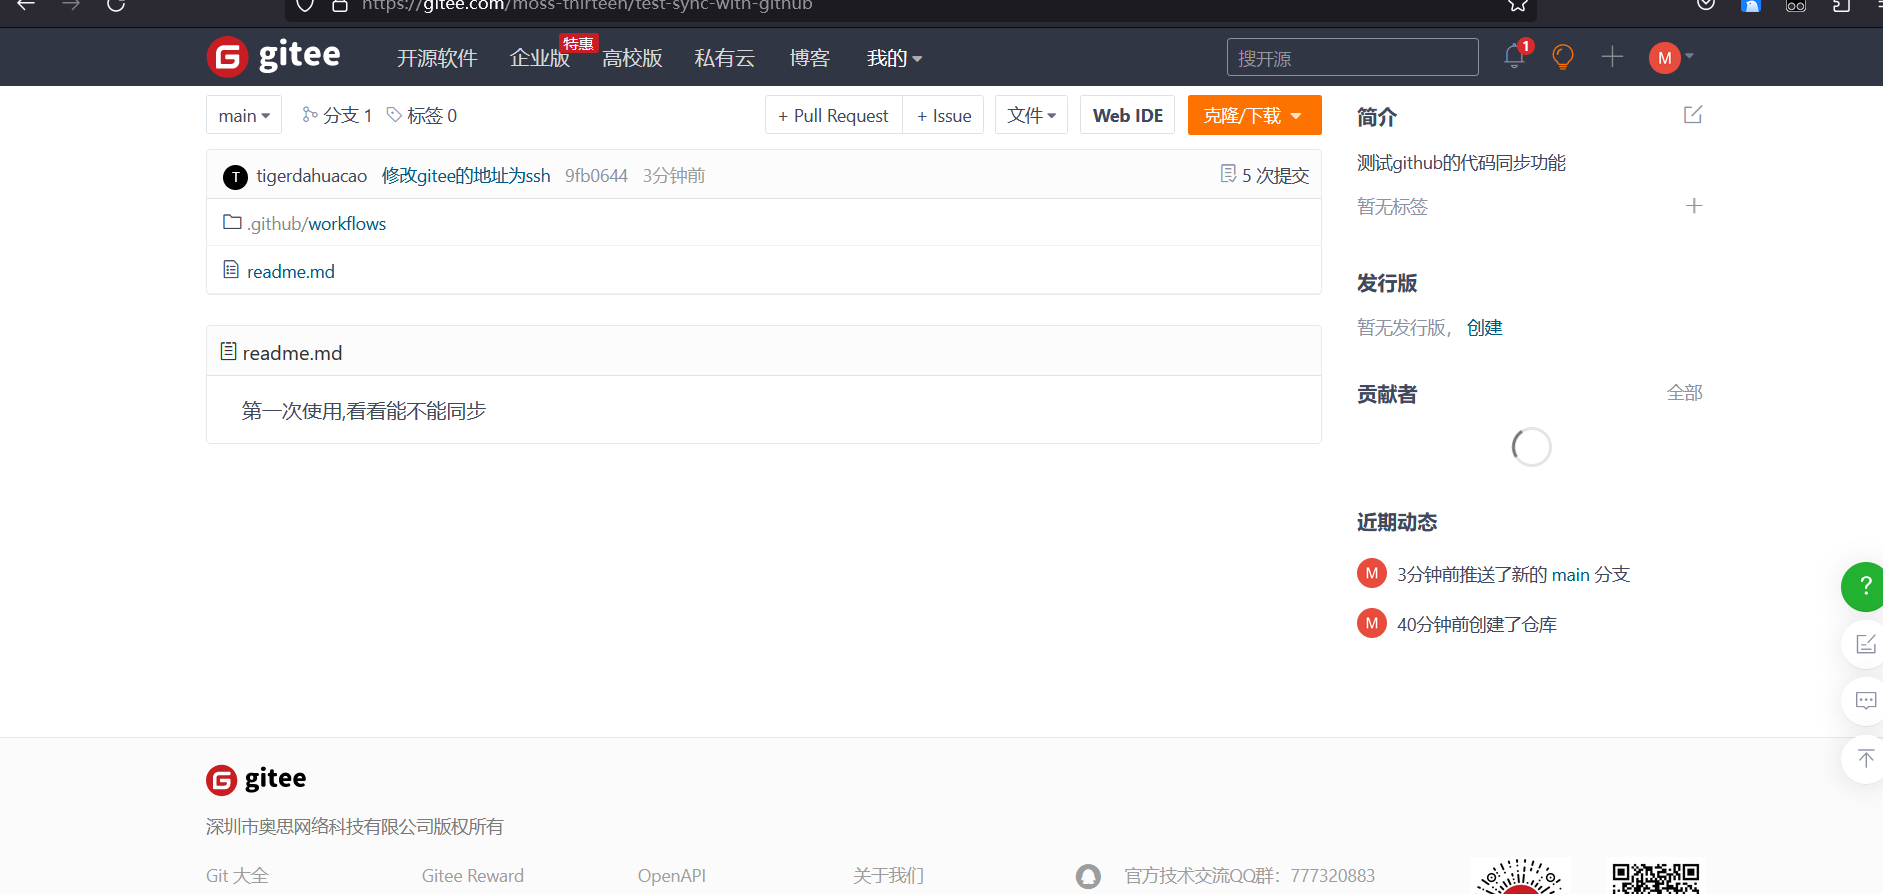 https://gitee.com/moss-thirteen/test-sync-with-github
gitee 开源软件 企业版 特惠 高校版 私有云 博客 我的 搜开源 1 M
main 分支 1 标签 0 + Pull Request + Issue 文件 Web IDE 克隆/下载
T tigerdahuacao 修改gitee的地址为ssh 9fb0644 3分钟前 5 次提交
.github/workflows
readme.md
readme.md
第一次使用,看看能不能同步
简介
测试github的代码同步功能
暂无标签
发行版
暂无发行版， 创建
贡献者 全部
近期动态
M 3分钟前推送了新的 main 分支
M 40分钟前创建了仓库
?
gitee
深圳市奥思网络科技有限公司版权所有
Git 大全 Gitee Reward OpenAPI 关于我们 官方技术交流QQ群：777320883